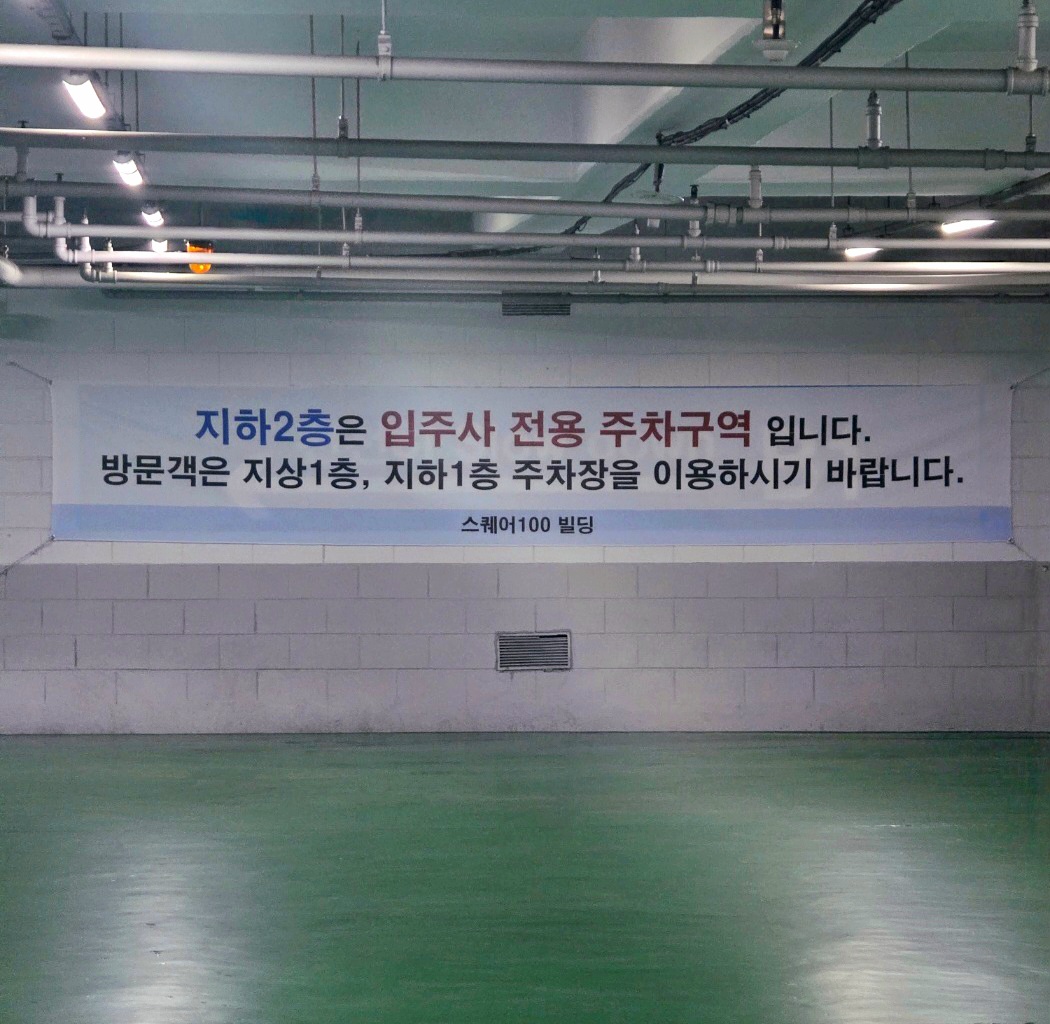 지하2층은 입주사 전용 주차구역 입니다.
방문객은 지상1층, 지하1층 주차장을 이용하시기 바랍니다.
스퀘어100 빌딩